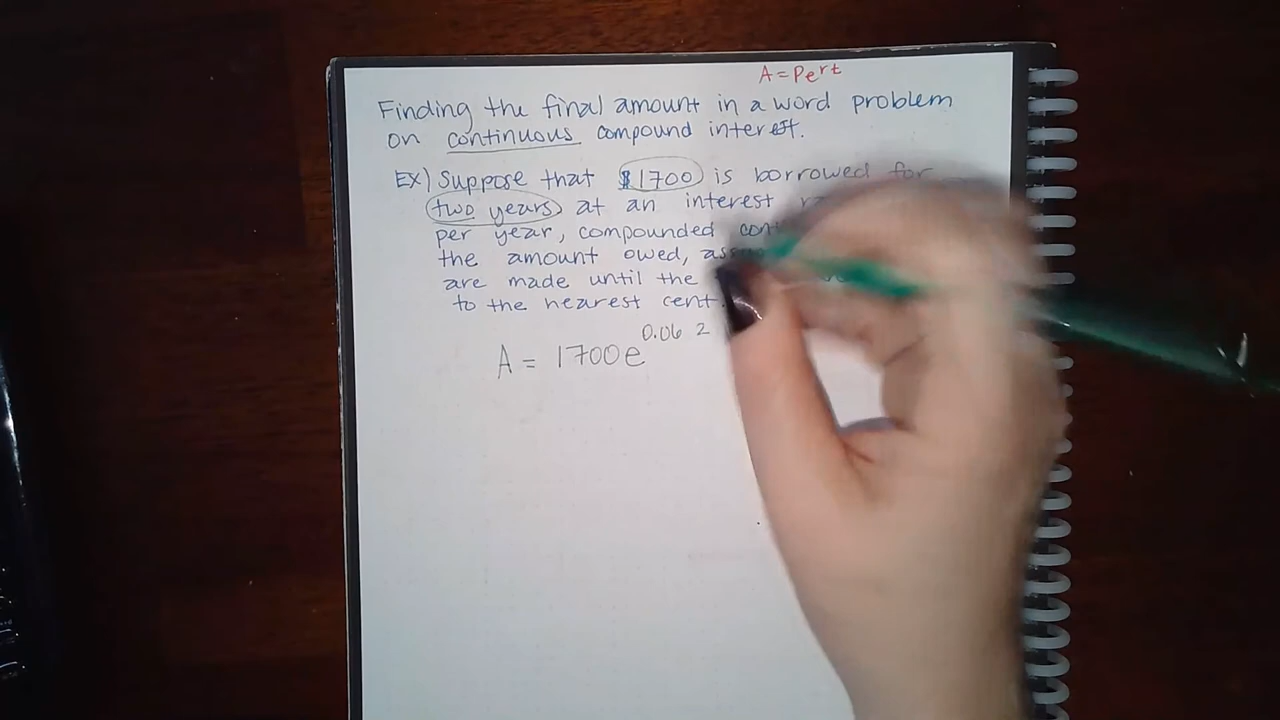 A = Pe^rt
Finding the final amount in a word problem
on continuous compound interest.
EX) Suppose that $1700 is borrowed for
two years at an interest
per year, compounded
the amount owed,
are made until the
to the nearest cent.
0.06 2
A = 1700e